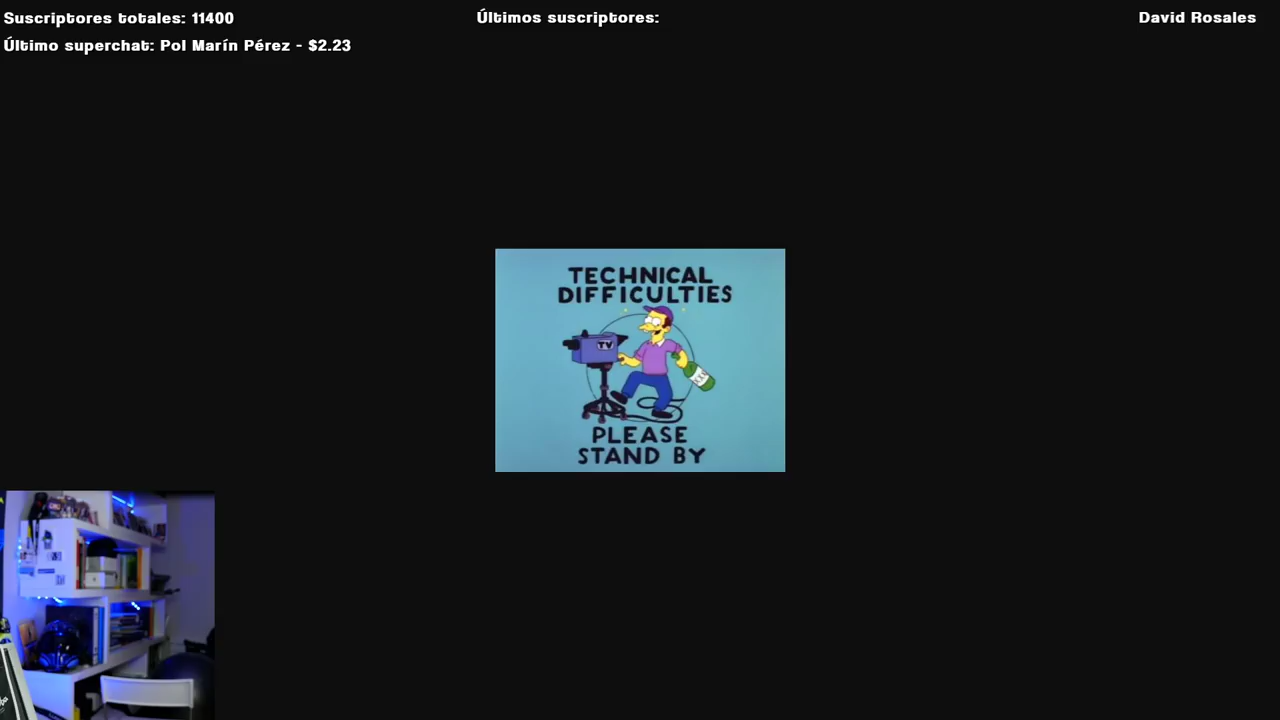 Suscriptores totales: 11400
Últimos suscriptores:
David Rosales
Último superchat: Pol Marín Pérez - $2.23
TECHNICAL
DIFFICULTIES
TV
PLEASE
STAND BY